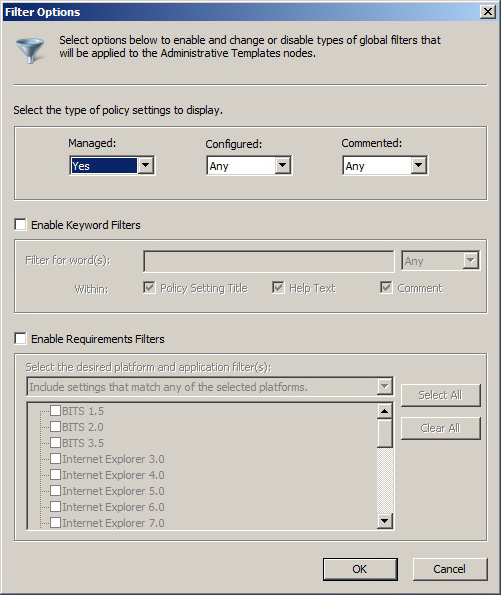 Filter Options
Select options below to enable and change or disable types of global filters that
will be applied to the Administrative Templates nodes.
Select the type of policy settings to display.
Managed: Configured: Commented:
Yes Any Any
Enable Keyword Filters
Filter for word(s): Any
Within: Policy Setting Title Help Text Comment
Enable Requirements Filters
Select the desired platform and application filter(s):
Include settings that match any of the selected platforms.
Select All
BITS 1.5
BITS 2.0
Clear All
BITS 3.5
Internet Explorer 3.0
Internet Explorer 4.0
Internet Explorer 5.0
Internet Explorer 6.0
Internet Explorer 7.0
OK Cancel